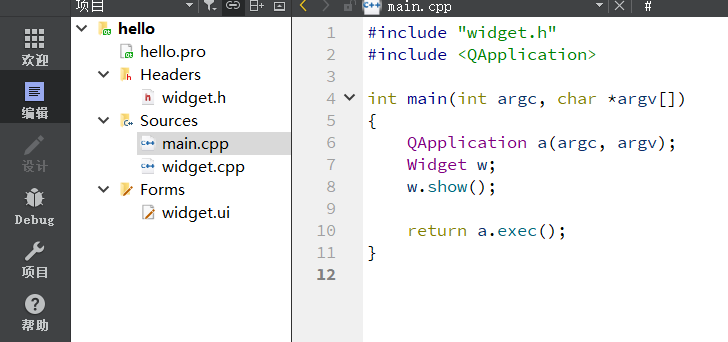 项目
main.cpp
#
欢迎
编辑
设计
Debug
项目
帮助
hello
hello.pro
Headers
widget.h
Sources
main.cpp
widget.cpp
Forms
widget.ui
1 #include "widget.h"
2 #include <QApplication>
3
4 int main(int argc, char *argv[])
5 {
6 QApplication a(argc, argv);
7 Widget w;
8 w.show();
9
10 return a.exec();
11 }
12